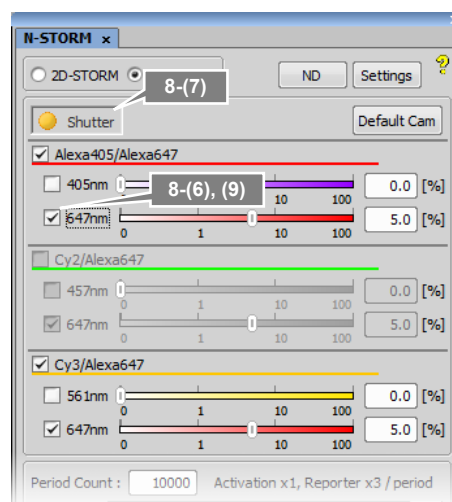 N-STORM x
2D-STORM
ND
Settings
?
8-(7)
Shutter
Default Cam
Alexa405/Alexa647
405nm
0.0 [%]
8-(6), (9)
10 100
647nm
5.0 [%]
0 1 10 100
Cy2/Alexa647
457nm
0.0 [%]
0 1 10 100
647nm
5.0 [%]
0 1 10 100
Cy3/Alexa647
561nm
0.0 [%]
0 1 10 100
647nm
5.0 [%]
0 1 10 100
Period Count : 10000 Activation x1, Reporter x3 / period